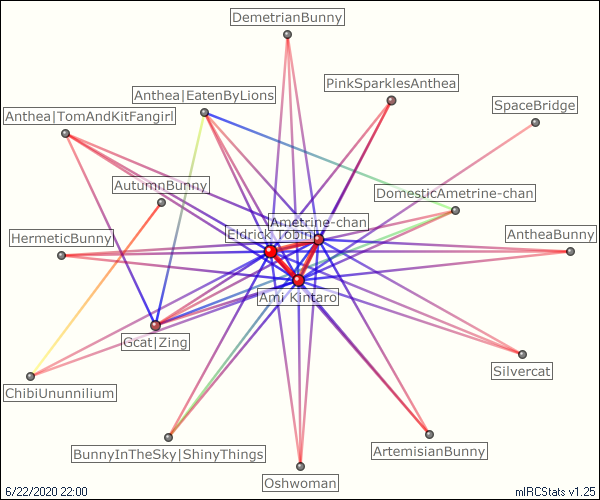 DemetrianBunny
PinkSparklesAnthea
Anthea|EatenByLions
SpaceBridge
Anthea|TomAndKitFangirl
AutumnBunny
DomesticAmetrine-chan
Ametrine-chan
Eldrick Tobin
AntheaBunny
HermeticBunny
Ami Kintaro
Gcat|Zing
Silvercat
ChibiUnunnilium
BunnyInTheSky|ShinyThings
ArtemisianBunny
Oshwoman
6/22/2020 22:00
mIRCStats v1.25